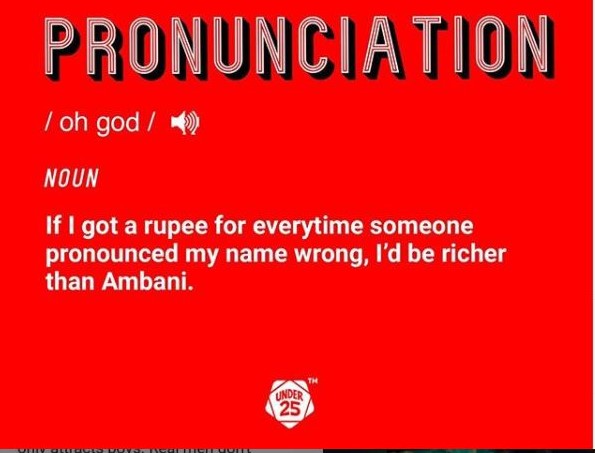 PRONUNCIATION
/ oh god /
NOUN
If I got a rupee for everytime someone
pronounced my name wrong, I'd be richer
than Ambani.
UNDER
25
TM